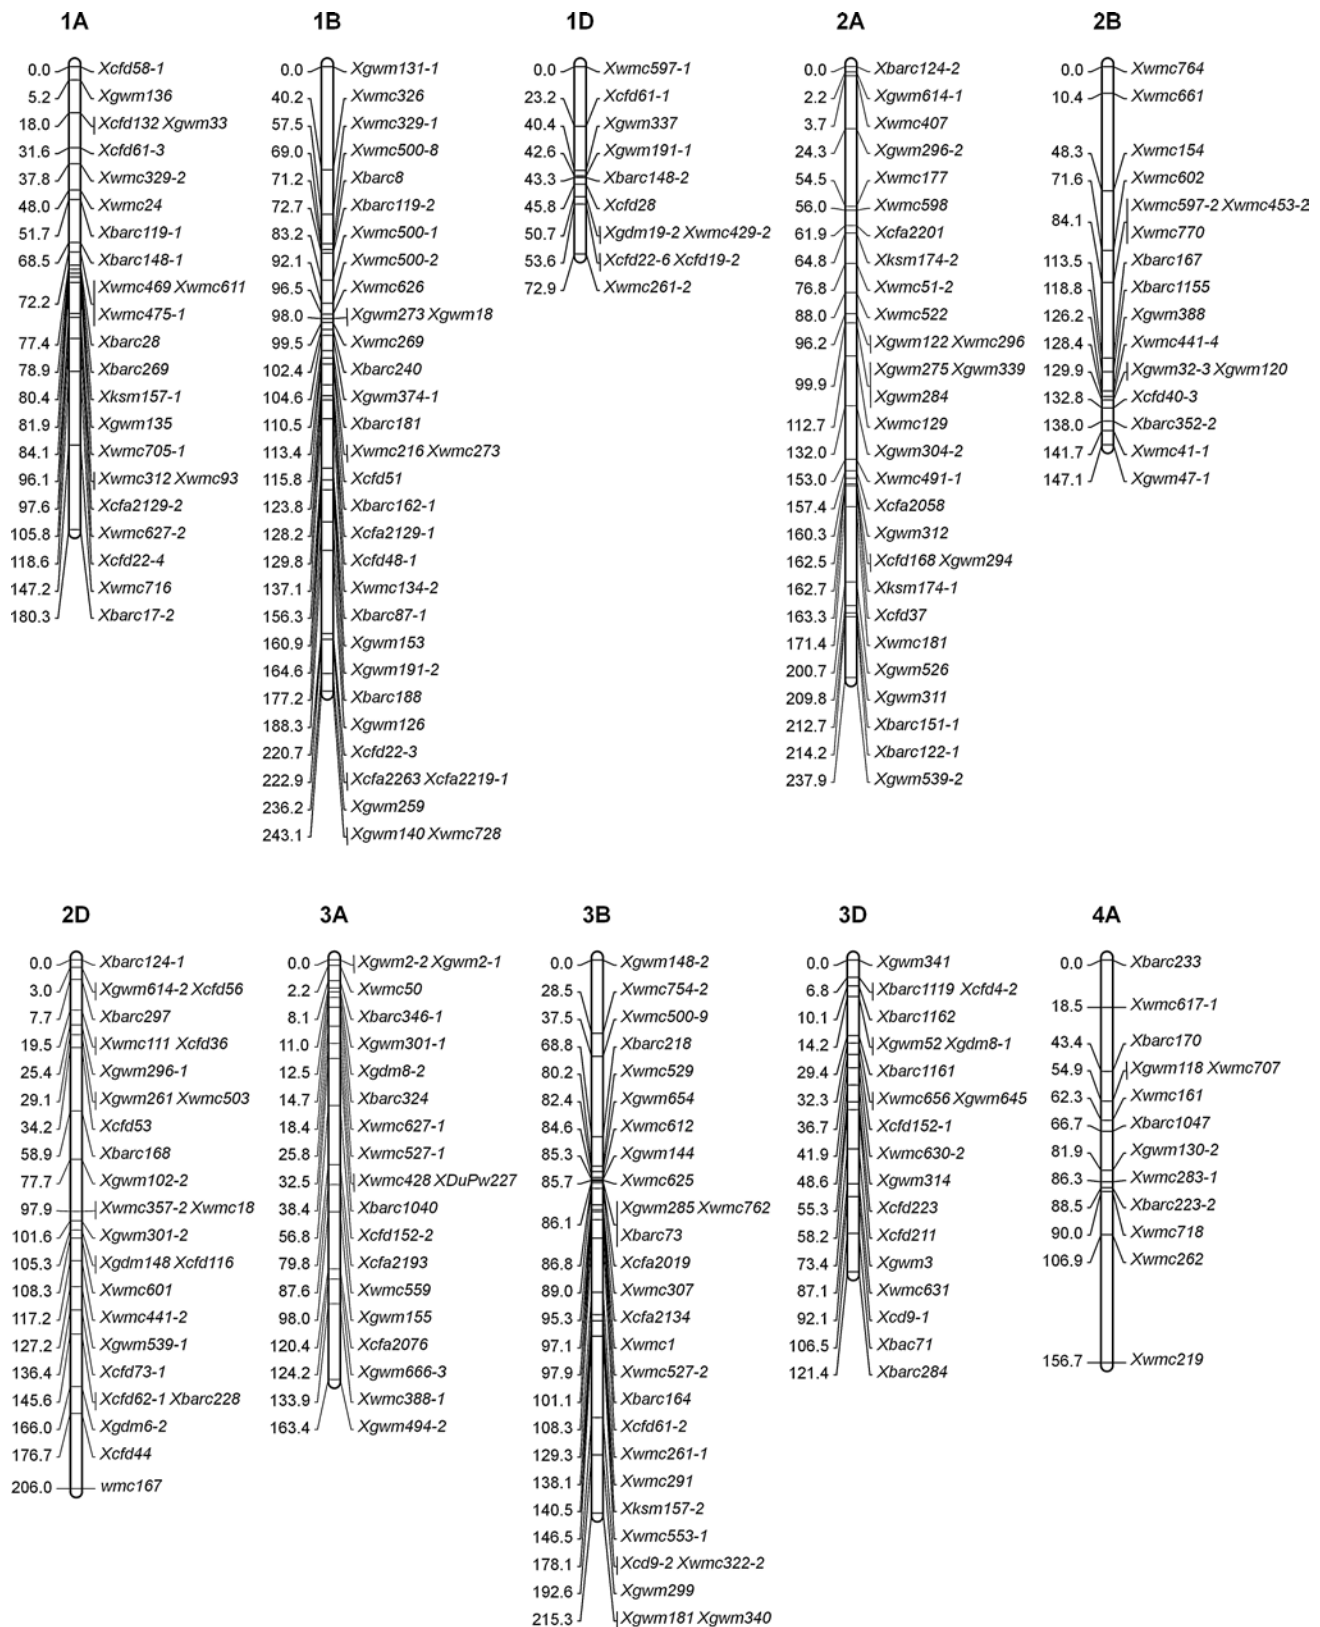 1A
0.0 Xcfd58-1
5.2 Xgwm136
18.0 Xcfd132 Xgwm33
31.6 Xcfd61-3
37.8 Xwmc329-2
48.0 Xwmc24
51.7 Xbarc119-1
68.5 Xbarc148-1
72.2 Xwmc469 Xwmc611
Xwmc475-1
77.4 Xbarc28
78.9 Xbarc269
80.4 Xksm157-1
81.9 Xgwm135
84.1 Xwmc705-1
96.1 Xwmc312 Xwmc93
97.6 Xcfa2129-2
105.8 Xwmc627-2
118.6 Xcfd22-4
147.2 Xwmc716
180.3 Xbarc17-2
1B
0.0 Xgwm131-1
40.2 Xwmc326
57.5 Xwmc329-1
69.0 Xwmc500-8
71.2 Xbarc8
72.7 Xbarc119-2
83.2 Xwmc500-1
92.1 Xwmc500-2
96.5 Xwmc626
98.0 Xgwm273 Xgwm18
99.5 Xwmc269
102.4 Xbarc240
104.6 Xgwm374-1
110.5 Xbarc181
113.4 Xwmc216 Xwmc273
115.8 Xcfd51
123.8 Xbarc162-1
128.2 Xcfa2129-1
129.8 Xcfd48-1
137.1 Xwmc134-2
156.3 Xbarc87-1
160.9 Xgwm153
164.6 Xgwm191-2
177.2 Xbarc188
188.3 Xgwm126
220.7 Xcfd22-3
222.9 Xcfa2263 Xcfa2219-1
236.2 Xgwm259
243.1 Xgwm140 Xwmc728
1D
0.0 Xwmc597-1
23.2 Xcfd61-1
40.4 Xgwm337
42.6 Xgwm191-1
43.3 Xbarc148-2
45.8 Xcfd28
50.7 Xgdm19-2 Xwmc429-2
53.6 Xcfd22-6 Xcfd19-2
72.9 Xwmc261-2
2A
0.0 Xbarc124-2
2.2 Xgwm614-1
3.7 Xwmc407
24.3 Xgwm296-2
54.5 Xwmc177
56.0 Xwmc598
61.9 Xcfa2201
64.8 Xksm174-2
76.8 Xwmc51-2
88.0 Xwmc522
96.2 Xgwm122 Xwmc296
99.9 Xgwm275 Xgwm339
Xgwm284
112.7 Xwmc129
132.0 Xgwm304-2
153.0 Xwmc491-1
157.4 Xcfa2058
160.3 Xgwm312
162.5 Xcfd168 Xgwm294
162.7 Xksm174-1
163.3 Xcfd37
171.4 Xwmc181
200.7 Xgwm526
209.8 Xgwm311
212.7 Xbarc151-1
214.2 Xbarc122-1
237.9 Xgwm539-2
2B
0.0 Xwmc764
10.4 Xwmc661
48.3 Xwmc154
71.6 Xwmc602
84.1 Xwmc597-2 Xwmc453-2
Xwmc770
113.5 Xbarc167
118.8 Xbarc1155
126.2 Xgwm388
128.4 Xwmc441-4
129.9 Xgwm32-3 Xgwm120
132.8 Xcfd40-3
138.0 Xbarc352-2
141.7 Xwmc41-1
147.1 Xgwm47-1
2D
0.0 Xbarc124-1
3.0 Xgwm614-2 Xcfd56
7.7 Xbarc297
19.5 Xwmc111 Xcfd36
25.4 Xgwm296-1
29.1 Xgwm261 Xwmc503
34.2 Xcfd53
58.9 Xbarc168
77.7 Xgwm102-2
97.9 Xwmc357-2 Xwmc18
101.6 Xgwm301-2
105.3 Xgdm148 Xcfd116
108.3 Xwmc601
117.2 Xwmc441-2
127.2 Xgwm539-1
136.4 Xcfd73-1
145.6 Xcfd62-1 Xbarc228
166.0 Xgdm6-2
176.7 Xcfd44
206.0 wmc167
3A
0.0 Xgwm2-2 Xgwm2-1
2.2 Xwmc50
8.1 Xbarc346-1
11.0 Xgwm301-1
12.5 Xgdm8-2
14.7 Xbarc324
18.4 Xwmc627-1
25.8 Xwmc527-1
32.5 Xwmc428 XDuPw227
38.4 Xbarc1040
56.8 Xcfd152-2
79.8 Xcfa2193
87.6 Xwmc559
98.0 Xgwm155
120.4 Xcfa2076
124.2 Xgwm666-3
133.9 Xwmc388-1
163.4 Xgwm494-2
3B
0.0 Xgwm148-2
28.5 Xwmc754-2
37.5 Xwmc500-9
68.8 Xbarc218
80.2 Xwmc529
82.4 Xgwm654
84.6 Xwmc612
85.3 Xgwm144
85.7 Xwmc625
86.1 Xgwm285 Xwmc762
Xbarc73
86.8 Xcfa2019
89.0 Xwmc307
95.3 Xcfa2134
97.1 Xwmc1
97.9 Xwmc527-2
101.1 Xbarc164
108.3 Xcfd61-2
129.3 Xwmc261-1
138.1 Xwmc291
140.5 Xksm157-2
146.5 Xwmc553-1
178.1 Xcd9-2 Xwmc322-2
192.6 Xgwm299
215.3 Xgwm181 Xgwm340
3D
0.0 Xgwm341
6.8 Xbarc1119 Xcfd4-2
10.1 Xbarc1162
14.2 Xgwm52 Xgdm8-1
29.4 Xbarc1161
32.3 Xwmc656 Xgwm645
36.7 Xcfd152-1
41.9 Xwmc630-2
48.6 Xgwm314
55.3 Xcfd223
58.2 Xcfd211
73.4 Xgwm3
87.1 Xwmc631
92.1 Xcd9-1
106.5 Xbac71
121.4 Xbarc284
4A
0.0 Xbarc233
18.5 Xwmc617-1
43.4 Xbarc170
54.9 Xgwm118 Xwmc707
62.3 Xwmc161
66.7 Xbarc1047
81.9 Xgwm130-2
86.3 Xwmc283-1
88.5 Xbarc223-2
90.0 Xwmc718
106.9 Xwmc262
156.7 Xwmc219